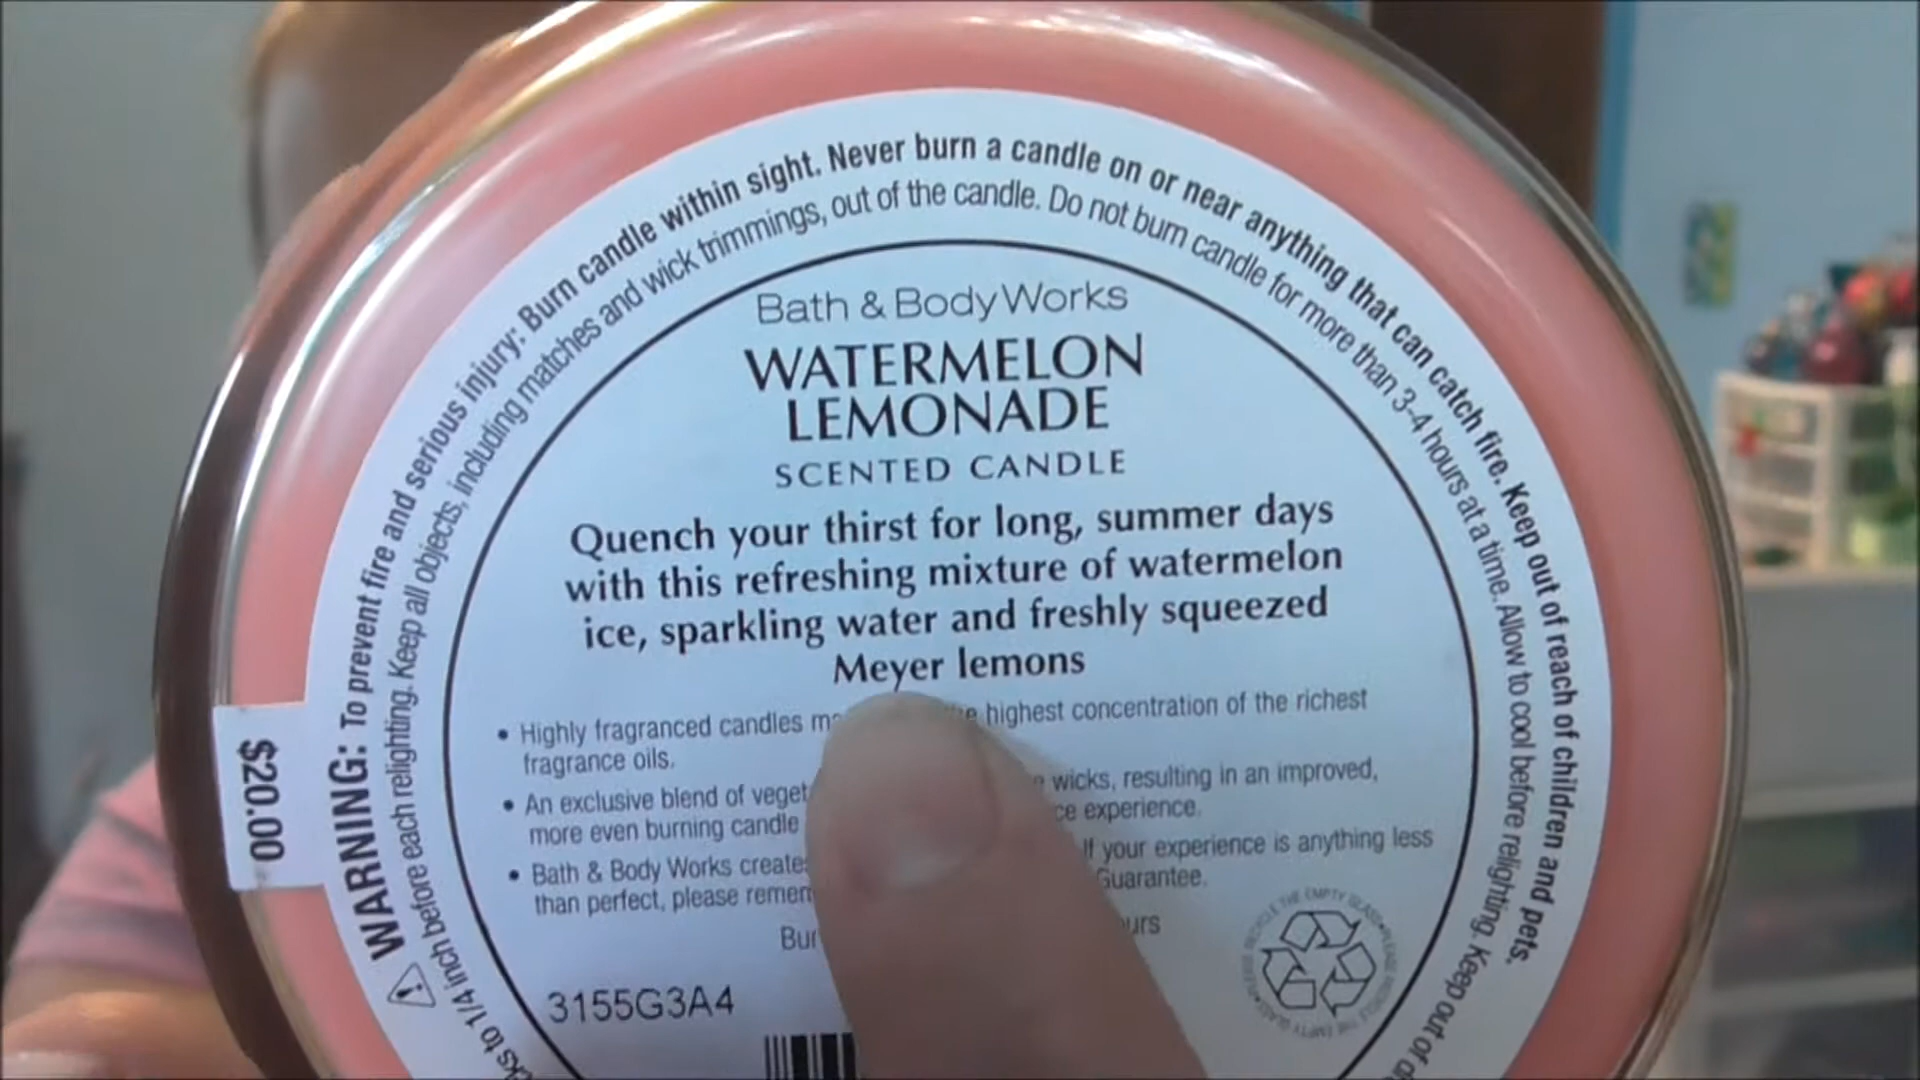 WARNING: To prevent fire and serious injury: Burn candle within sight. Never burn a candle on or near anything that can catch fire. Keep out of reach of children and pets.
to 1/4 inch before each relighting. Keep all objects, including matches and wick trimmings, out of the candle. Do not burn candle for more than 3-4 hours at a time. Allow to cool before relighting. Keep out of
Bath & Body Works
WATERMELON
LEMONADE
SCENTED CANDLE
Quench your thirst for long, summer days
with this refreshing mixture of watermelon
ice, sparkling water and freshly squeezed
Meyer lemons
• Highly fragranced candles highest concentration of the richest
fragrance oils.
• An exclusive blend of wicks, resulting in an improved,
more even burning candle experience.
• Bath & Body Works If your experience is anything less
than perfect, please Guarantee.
3155G3A4
$20.00